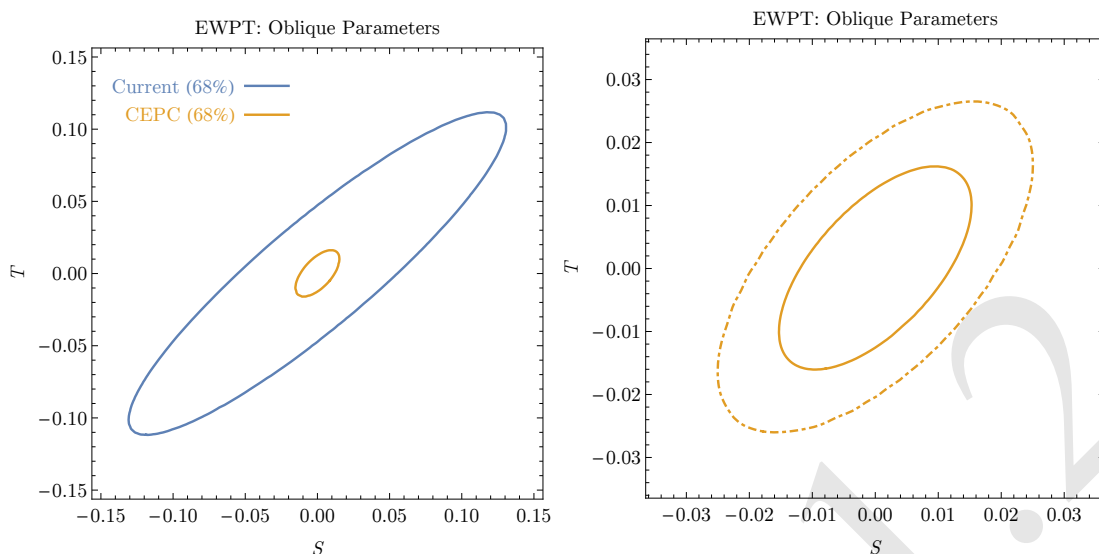 EWPT: Oblique Parameters
Current (68%)
CEPC (68%)
0.15
0.10
0.05
0.00
−0.05
−0.10
−0.15
T
−0.15 −0.10 −0.05 0.00 0.05 0.10 0.15
S
EWPT: Oblique Parameters
0.03
0.02
0.01
0.00
−0.01
−0.02
−0.03
T
−0.03 −0.02 −0.01 0.00 0.01 0.02 0.03
S
.2